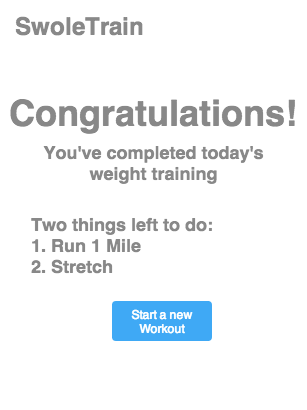 SwoleTrain
Congratulations!
You've completed today's
weight training
Two things left to do:
1. Run 1 Mile
2. Stretch
Start a new
Workout